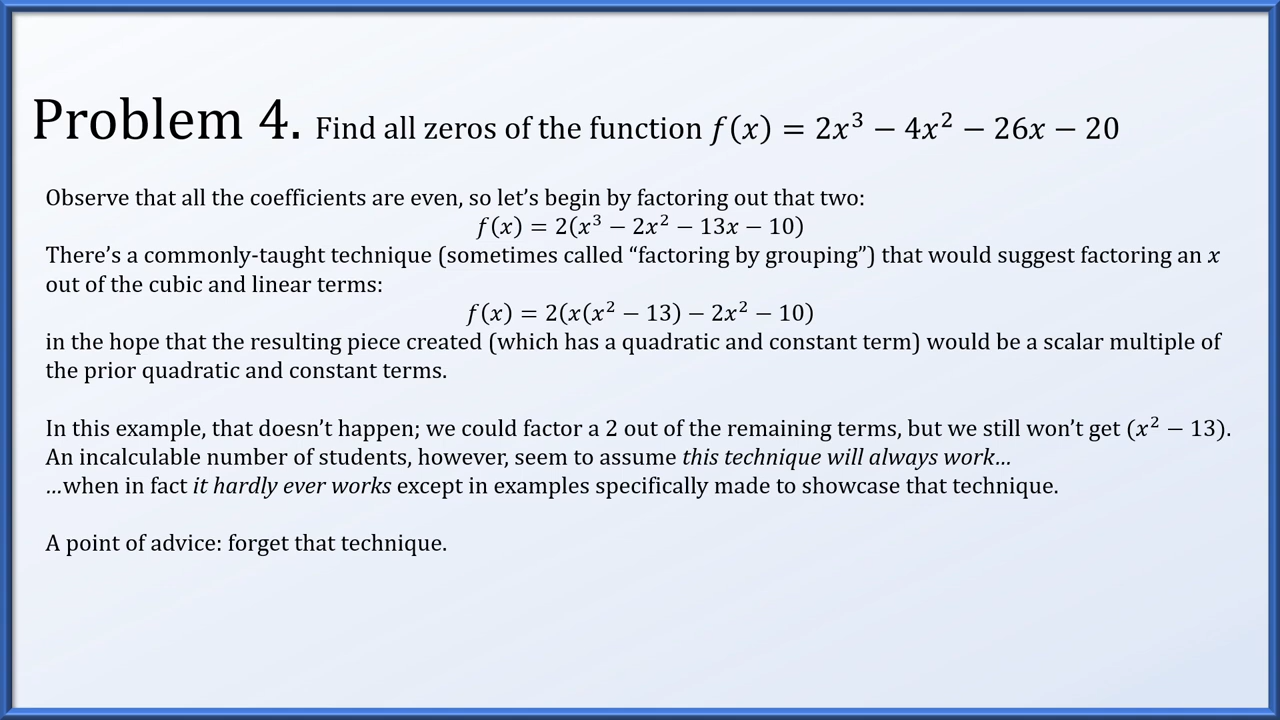 Problem 4. Find all zeros of the function 𝑓(𝑥) = 2𝑥³ − 4𝑥² − 26𝑥 − 20
Observe that all the coefficients are even, so let’s begin by factoring out that two:
𝑓(𝑥) = 2(𝑥³ − 2𝑥² − 13𝑥 − 10)
There’s a commonly-taught technique (sometimes called “factoring by grouping”) that would suggest factoring an 𝑥
out of the cubic and linear terms:
𝑓(𝑥) = 2(𝑥(𝑥² − 13) − 2𝑥² − 10)
in the hope that the resulting piece created (which has a quadratic and constant term) would be a scalar multiple of
the prior quadratic and constant terms.
In this example, that doesn’t happen; we could factor a 2 out of the remaining terms, but we still won’t get (𝑥² − 13).
An incalculable number of students, however, seem to assume this technique will always work…
…when in fact it hardly ever works except in examples specifically made to showcase that technique.
A point of advice: forget that technique.